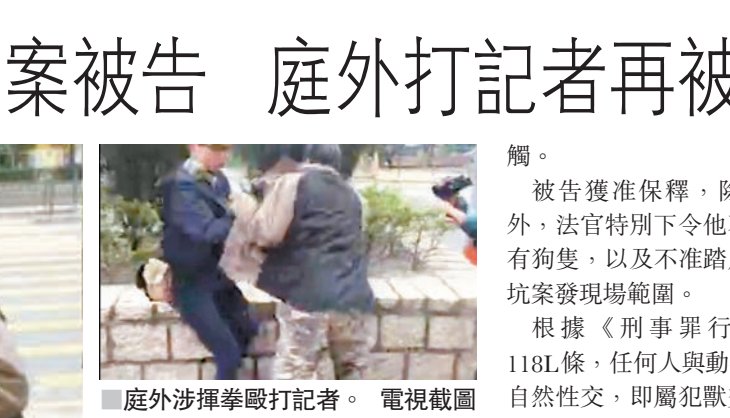 案被告 庭外打記者再被
觸。
被告獲准保釋，除
外，法官特別下令他不
有狗隻，以及不准踏
坑案發現場範圍。
根據《刑事罪行
118L條，任何人與動
自然性交，即屬犯獸
■庭外涉揮拳毆打記者。 電視截圖